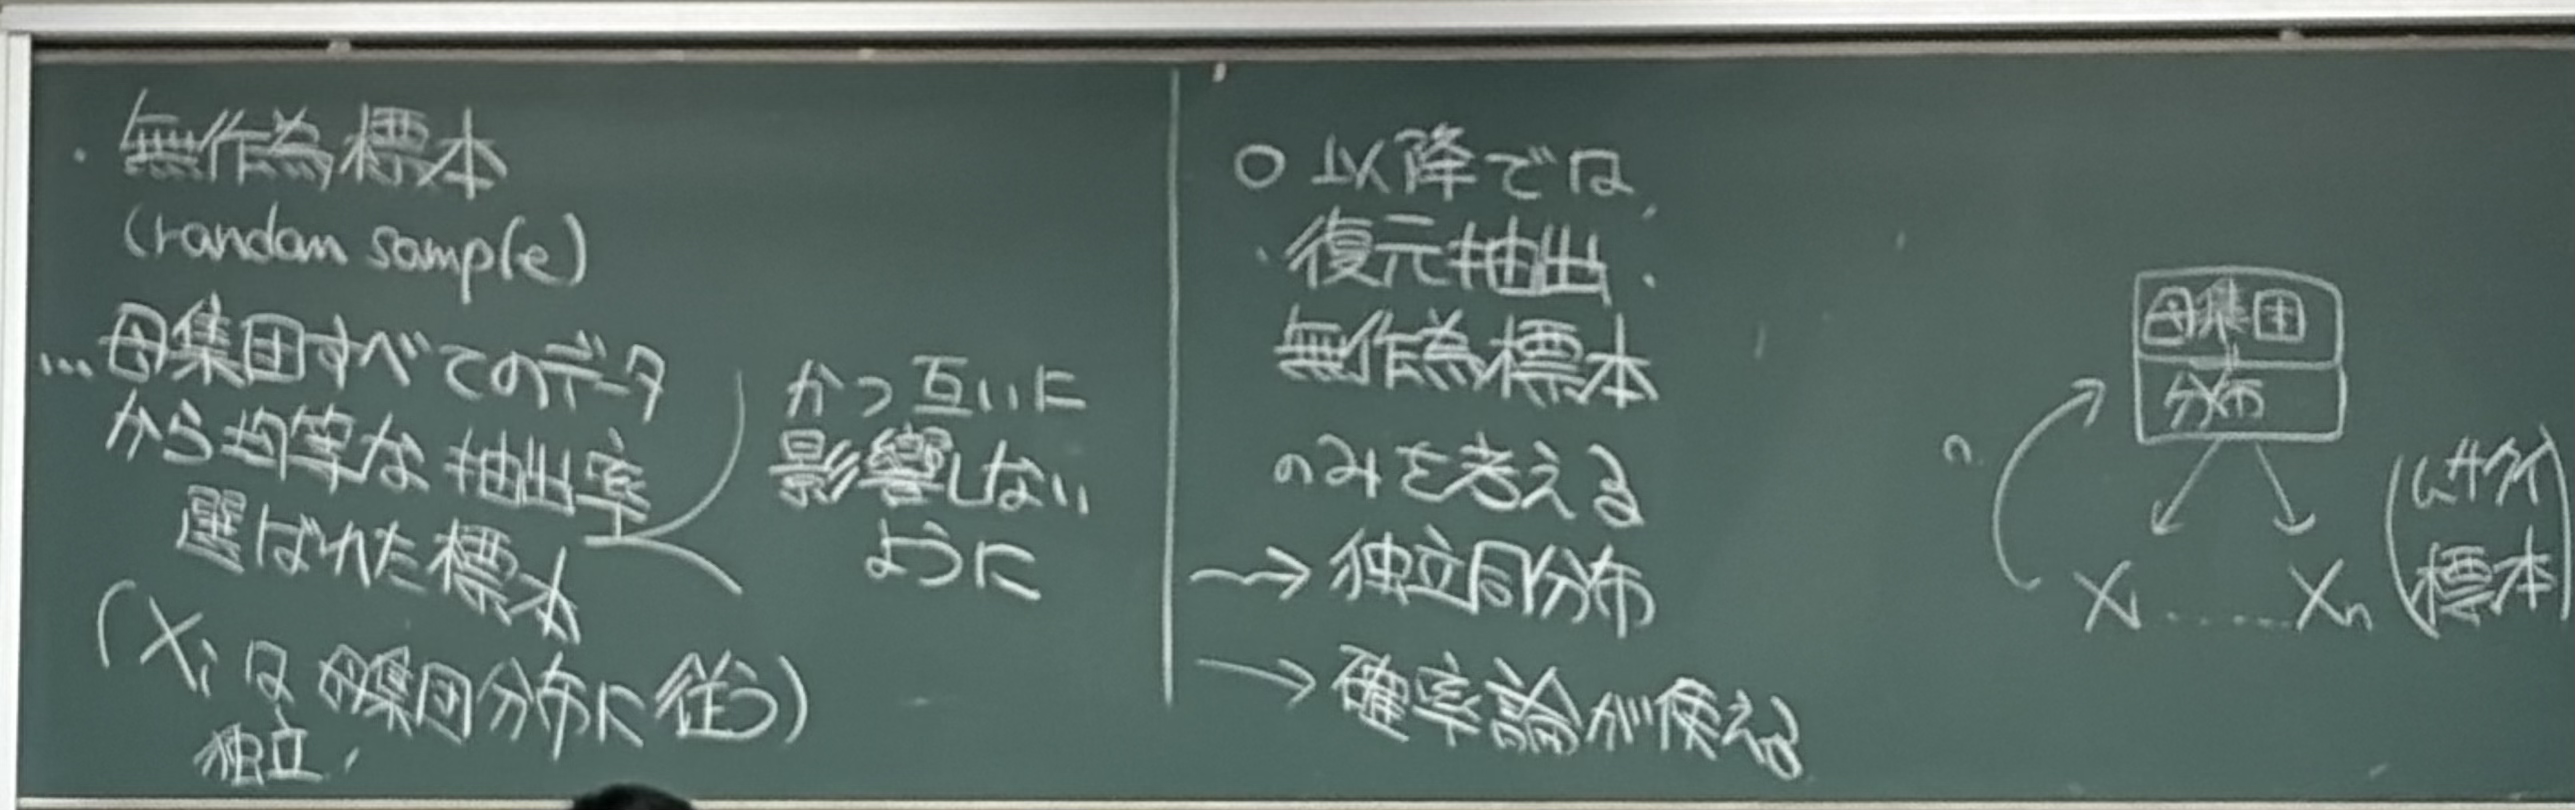 ・無作為標本
(random sample)
…母集団すべてのデータ
から均等な抽出率
選ばれた標本
かつ互いに
影響しない
ように
(Xiは母集団分布に従う)
独立
○以降では、
・復元抽出・
無作為標本
のみを考える
→独立同分布
→確率論が使える
母集団
分布
?
X1 ...... Xn
標本